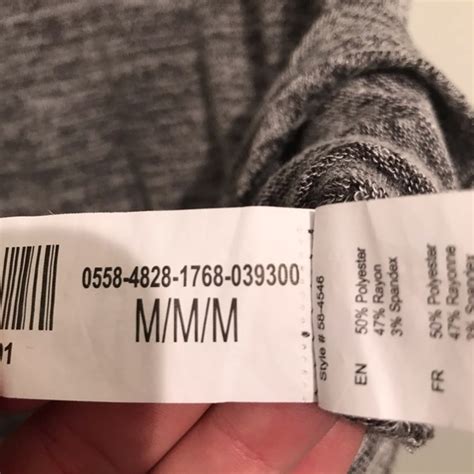 0558-4828-1768-039300
M/M/M
91
Style # 58-4546
EN
50% Polyester
47% Rayon
3% Spandex
FR
50% Polyester
47% Rayonne
3% Spandex